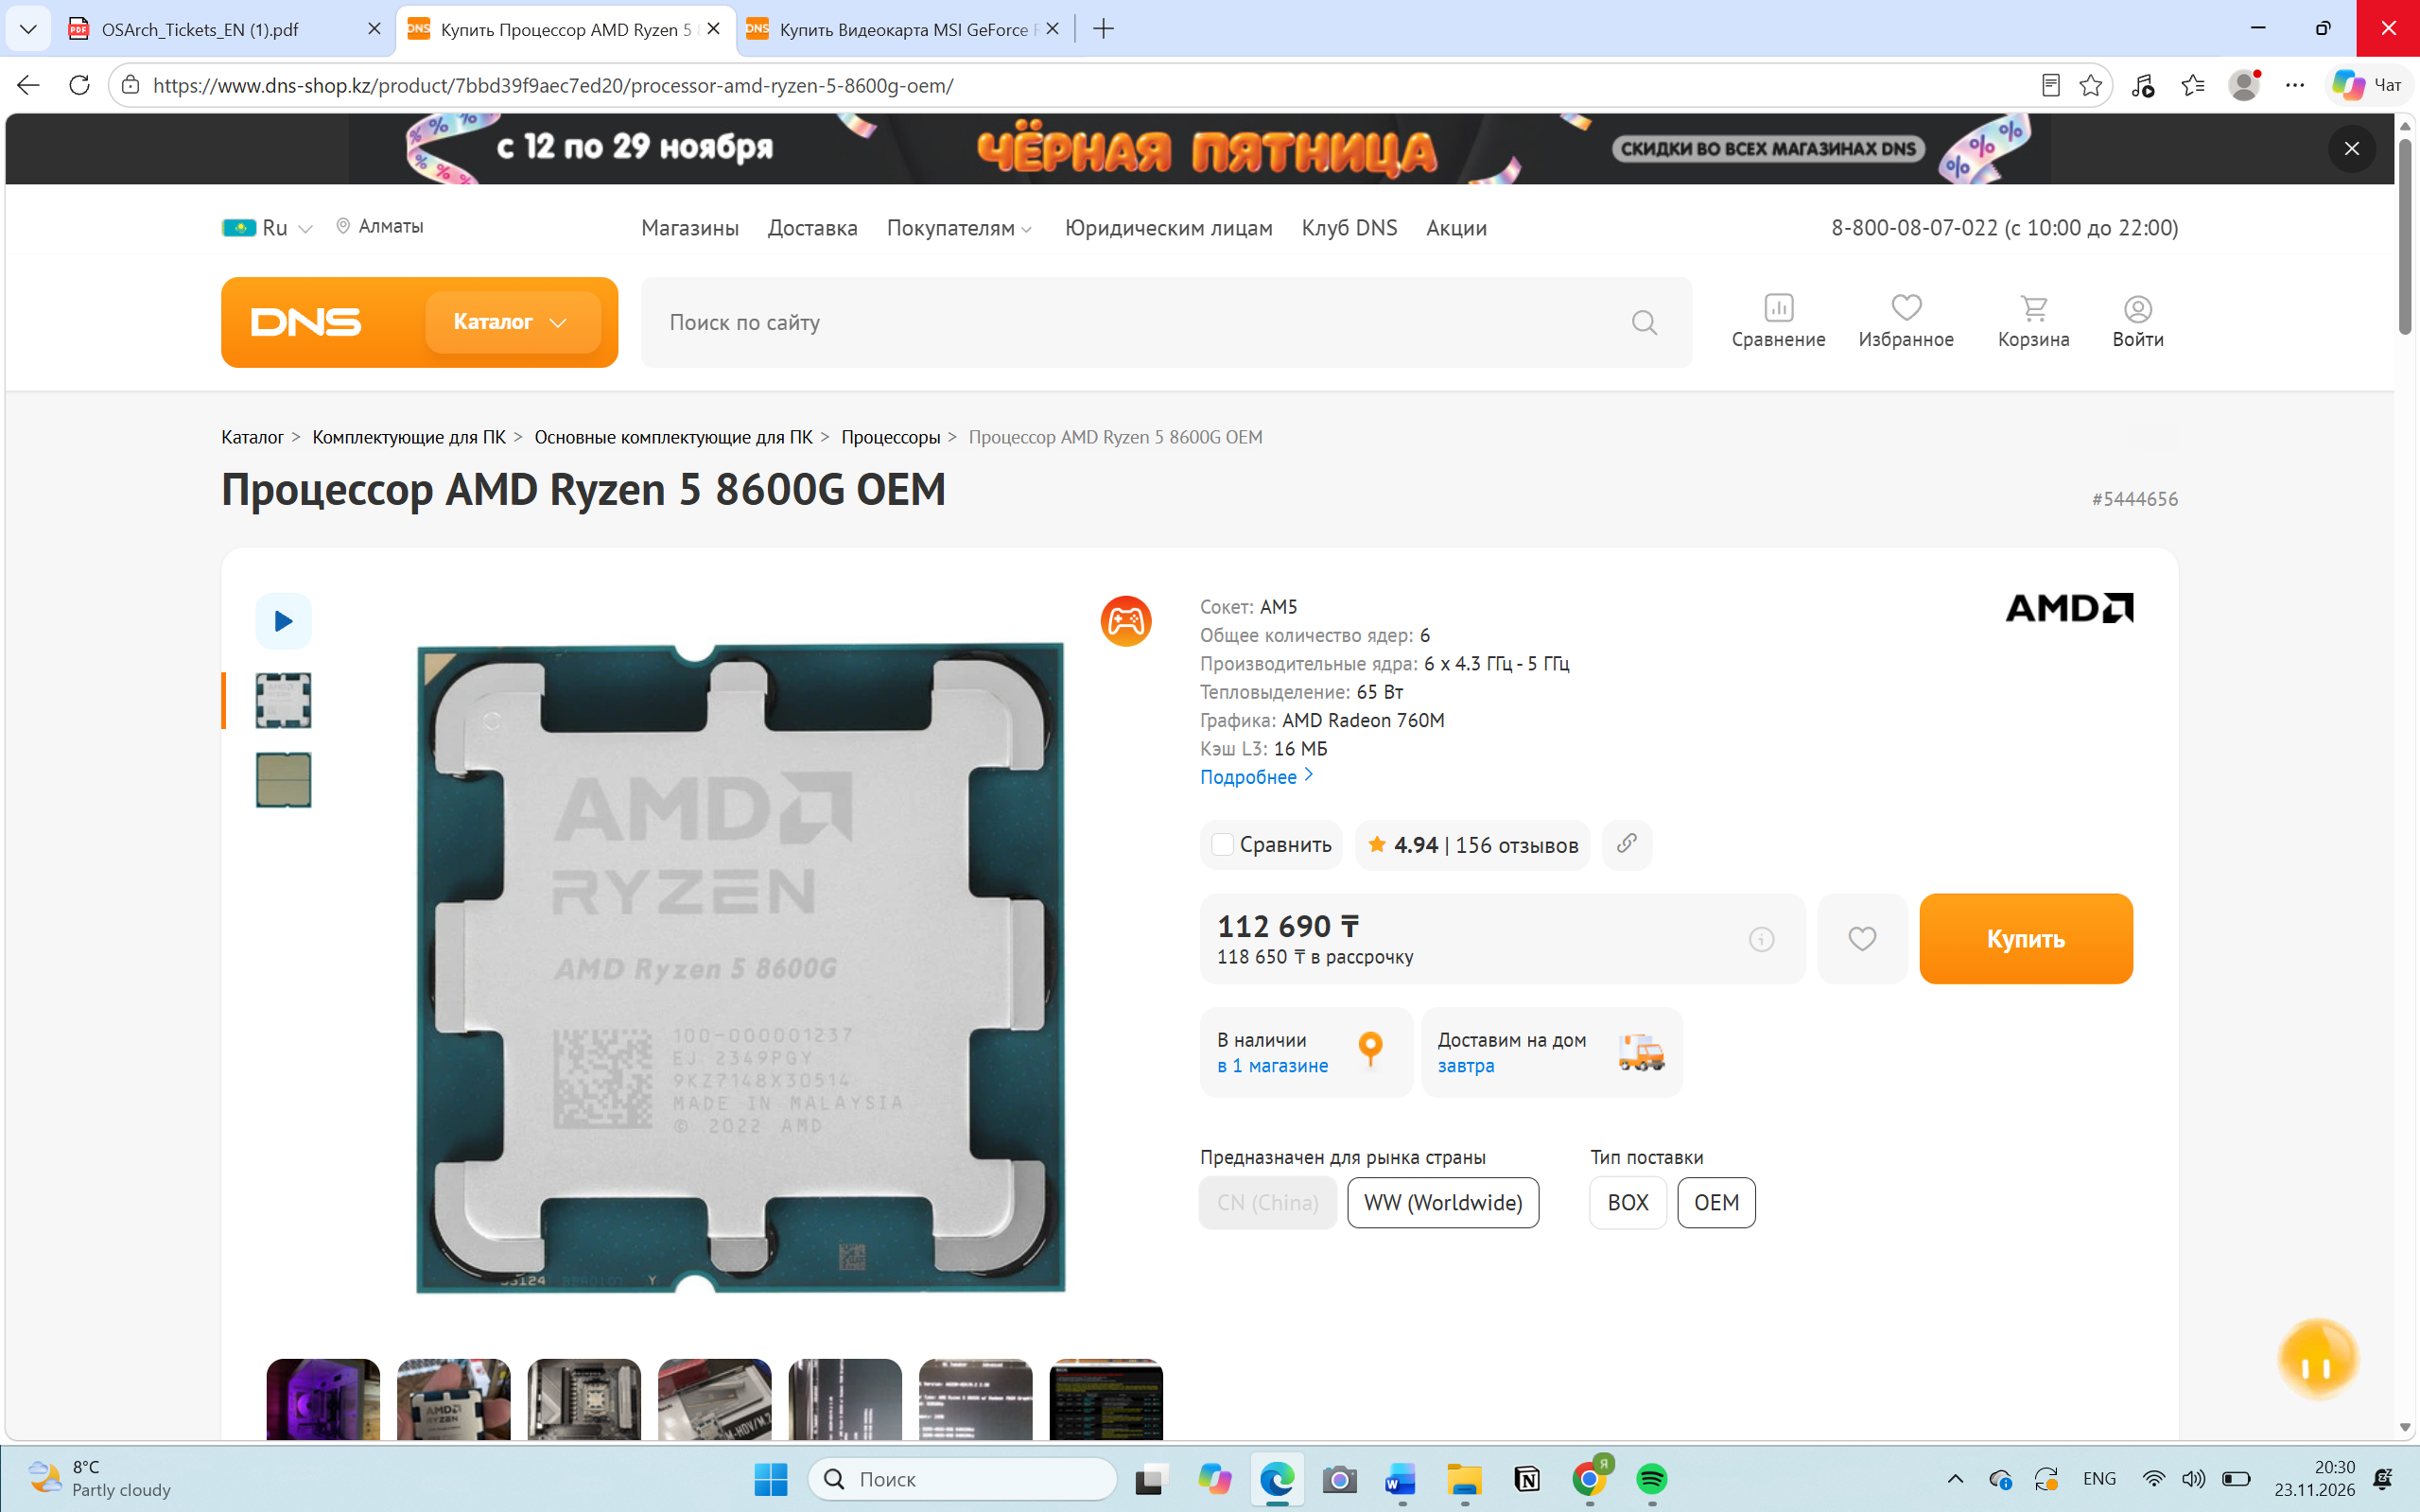 OSArch_Tickets_EN (1).pdf
Купить Процессор AMD Ryzen 5
Купить Видеокарта MSI GeForce
https://www.dns-shop.kz/product/7bbd39f9aec7ed20/processor-amd-ryzen-5-8600g-oem/
Чат
с 12 по 29 ноября
ЧЁРНАЯ ПЯТНИЦА
СКИДКИ ВО ВСЕХ МАГАЗИНАХ DNS
Ru
Алматы
Магазины
Доставка
Покупателям
Юридическим лицам
Клуб DNS
Акции
8-800-08-07-022 (с 10:00 до 22:00)
DNS
Каталог
Поиск по сайту
Сравнение
Избранное
Корзина
Войти
Каталог > Комплектующие для ПК > Основные комплектующие для ПК > Процессоры > Процессор AMD Ryzen 5 8600G OEM
Процессор AMD Ryzen 5 8600G OEM
#5444656
AMD
RYZEN
AMD Ryzen 5 8600G
100-000001237
EJ 2349PGY
9KZ7148X30514
MADE IN MALAYSIA
© 2022 AMD
Сокет: AM5
Общее количество ядер: 6
Производительные ядра: 6 x 4.3 ГГц - 5 ГГц
Тепловыделение: 65 Вт
Графика: AMD Radeon 760M
Кэш L3: 16 МБ
Подробнее
AMD
Сравнить
4.94 | 156 отзывов
112 690 ₸
118 650 ₸ в рассрочку
Купить
В наличии
в 1 магазине
Доставим на дом
завтра
Предназначен для рынка страны
CN (China)
WW (Worldwide)
Тип поставки
BOX
OEM
8°C
Partly cloudy
Поиск
ENG
20:30
23.11.2026